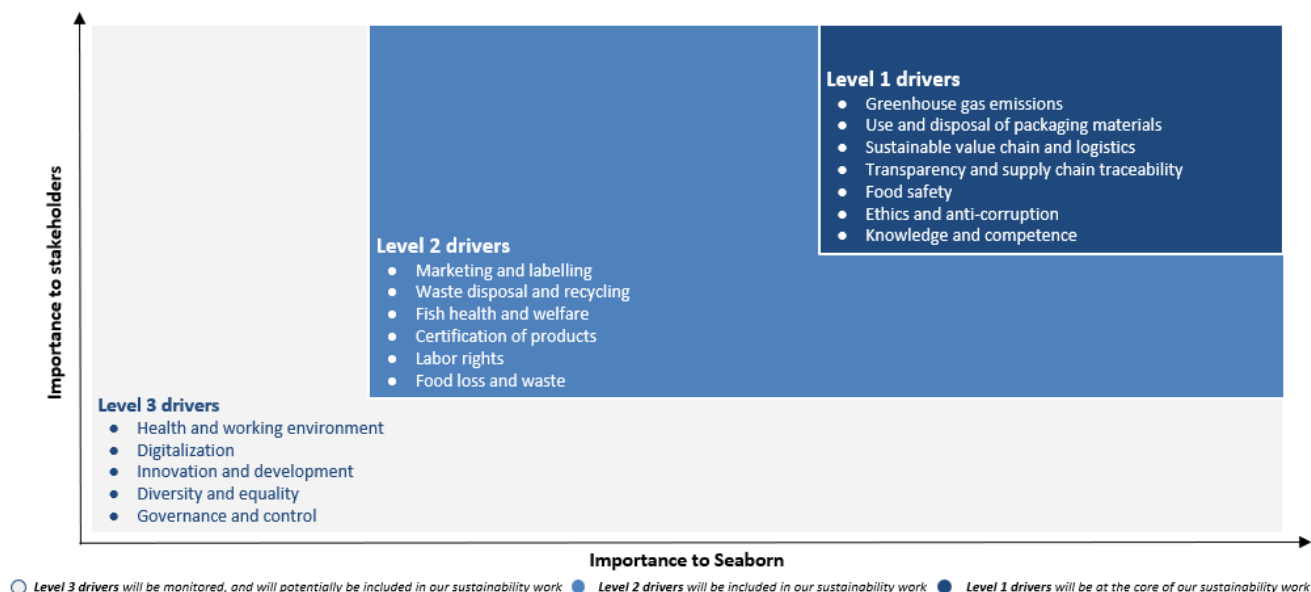 Importance to stakeholders
Level 1 drivers
● Greenhouse gas emissions
● Use and disposal of packaging materials
● Sustainable value chain and logistics
● Transparency and supply chain traceability
● Food safety
● Ethics and anti-corruption
● Knowledge and competence
Level 2 drivers
● Marketing and labelling
● Waste disposal and recycling
● Fish health and welfare
● Certification of products
● Labor rights
● Food loss and waste
Level 3 drivers
● Health and working environment
● Digitalization
● Innovation and development
● Diversity and equality
● Governance and control
Importance to Seaborn
Level 3 drivers will be monitored, and will potentially be included in our sustainability work
Level 2 drivers will be included in our sustainability work
Level 1 drivers will be at the core of our sustainability work